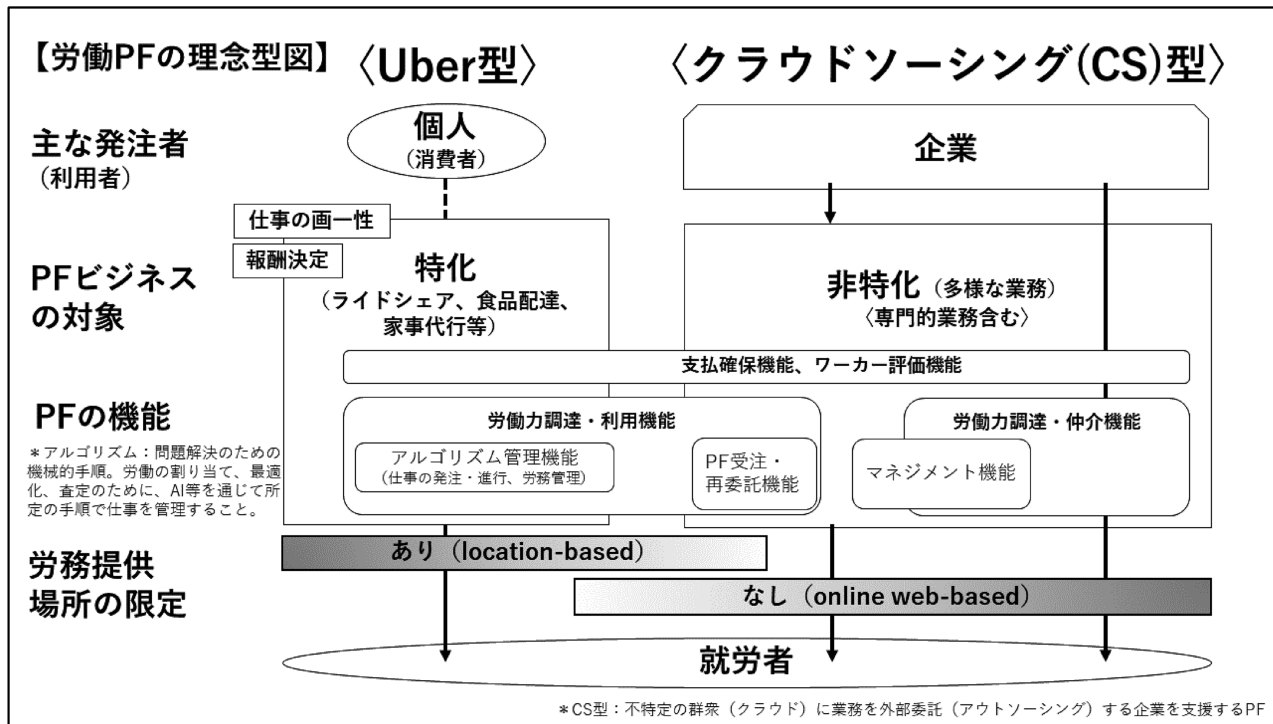 【労働PFの理念型図】
〈Uber型〉
〈クラウドソーシング(CS)型〉
主な発注者
（利用者）
個人
（消費者）
企業
仕事の画一性
報酬決定
PFビジネス
の対象
特化
（ライドシェア、食品配達、
家事代行等）
非特化（多様な業務）
〈専門的業務含む〉
支払確保機能、ワーカー評価機能
PFの機能
＊アルゴリズム：問題解決のための
機械的手順。労働の割り当て、最適
化、査定のために、AI等を通じて所
定の手順で仕事を管理すること。
労働力調達・利用機能
アルゴリズム管理機能
（仕事の発注・進行、労務管理）
PF受注・
再委託機能
労働力調達・仲介機能
マネジメント機能
労務提供
場所の限定
あり（location-based）
なし（online web-based）
就労者
＊CS型：不特定の群衆（クラウド）に業務を外部委託（アウトソーシング）する企業を支援するPF